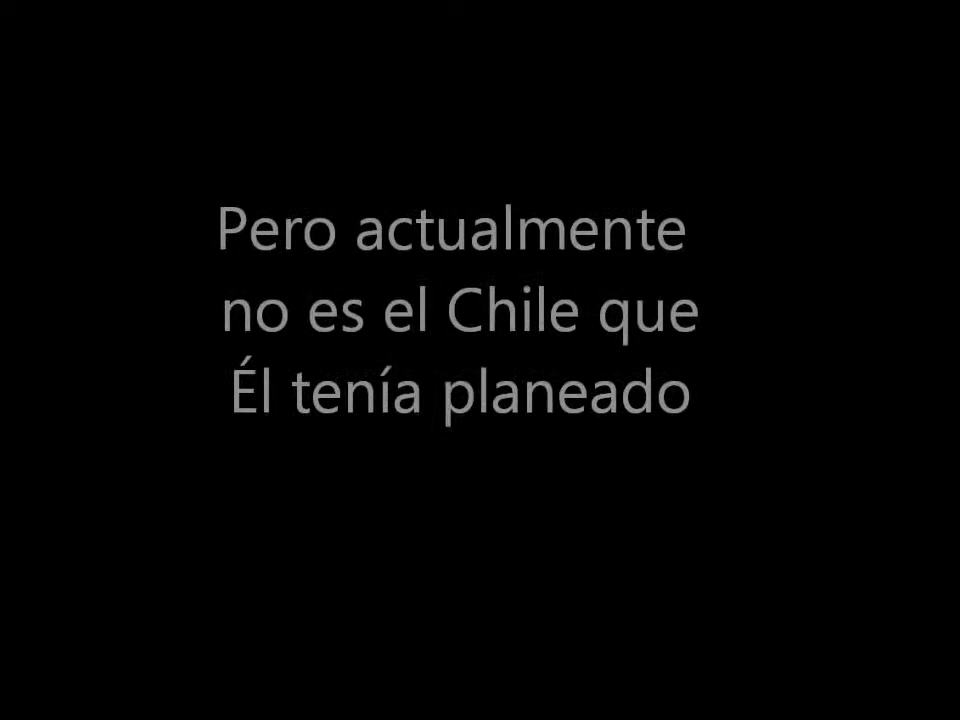 Pero actualmente
no es el Chile que
Él tenía planeado